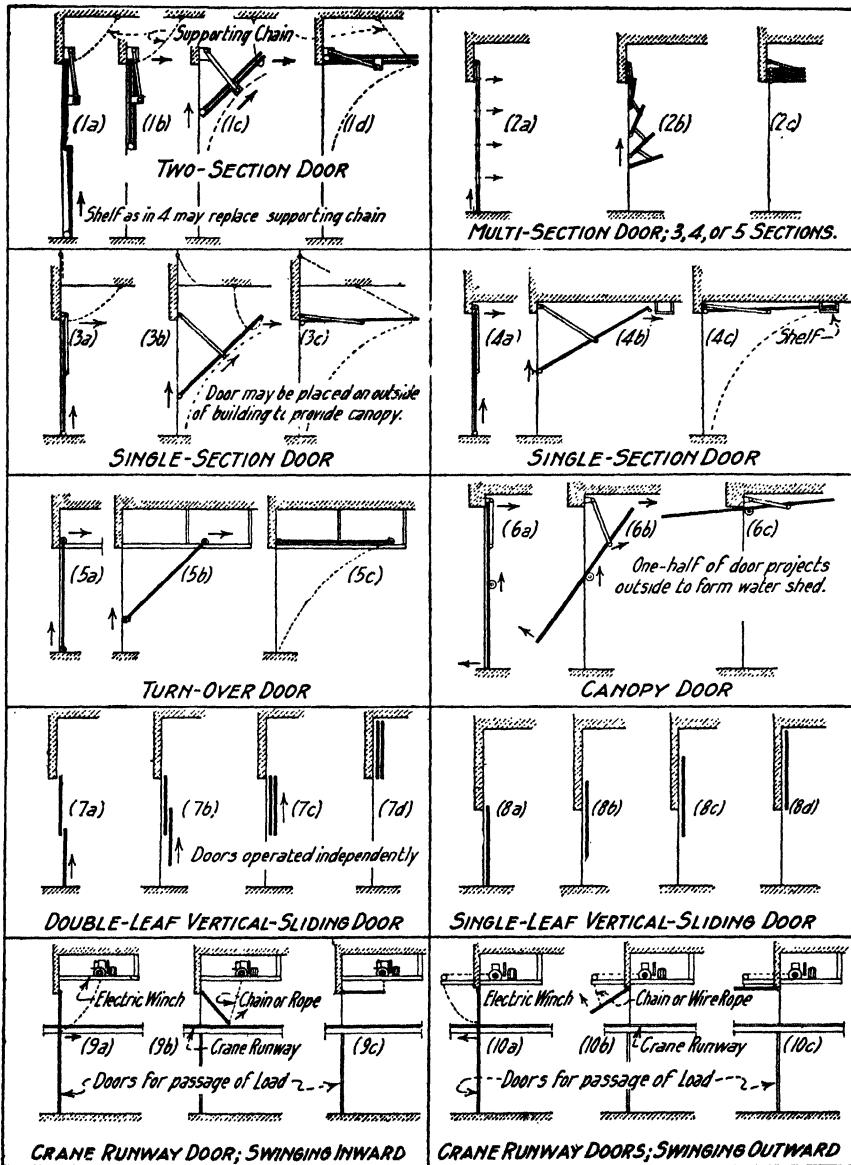 Supporting Chain
(1a) (1b) (1c) (1d)
TWO-SECTION DOOR
Shelf as in 4 may replace supporting chain
(2a) (2b) (2c)
MULTI-SECTION DOOR; 3, 4, or 5 SECTIONS.
(3a) (3b) (3c)
Door may be placed on outside
of building to provide canopy.
SINGLE-SECTION DOOR
(4a) (4b) (4c)
Shelf
SINGLE-SECTION DOOR
(5a) (5b) (5c)
TURN-OVER DOOR
(6a) (6b) (6c)
One-half of door projects
outside to form water shed.
CANOPY DOOR
(7a) (7b) (7c) (7d)
Doors operated independently
DOUBLE-LEAF VERTICAL-SLIDING DOOR
(8a) (8b) (8c) (8d)
SINGLE-LEAF VERTICAL-SLIDING DOOR
Electric Winch Chain or Rope
(9a) (9b) Crane Runway (9c)
Doors for passage of Load
CRANE RUNWAY DOOR; SWINGING INWARD
Electric Winch Chain or Wire Rope
(10a) (10b) Crane Runway (10c)
Doors for passage of Load
CRANE RUNWAY DOORS; SWINGING OUTWARD